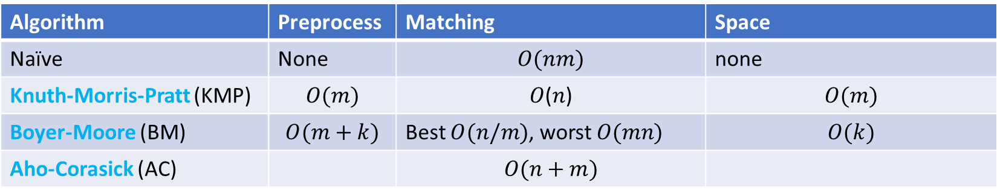 Algorithm Preprocess Matching Space
Naïve None O(nm) none
Knuth-Morris-Pratt (KMP) O(m) O(n) O(m)
Boyer-Moore (BM) O(m + k) Best O(n/m), worst O(mn) O(k)
Aho-Corasick (AC) O(n + m)